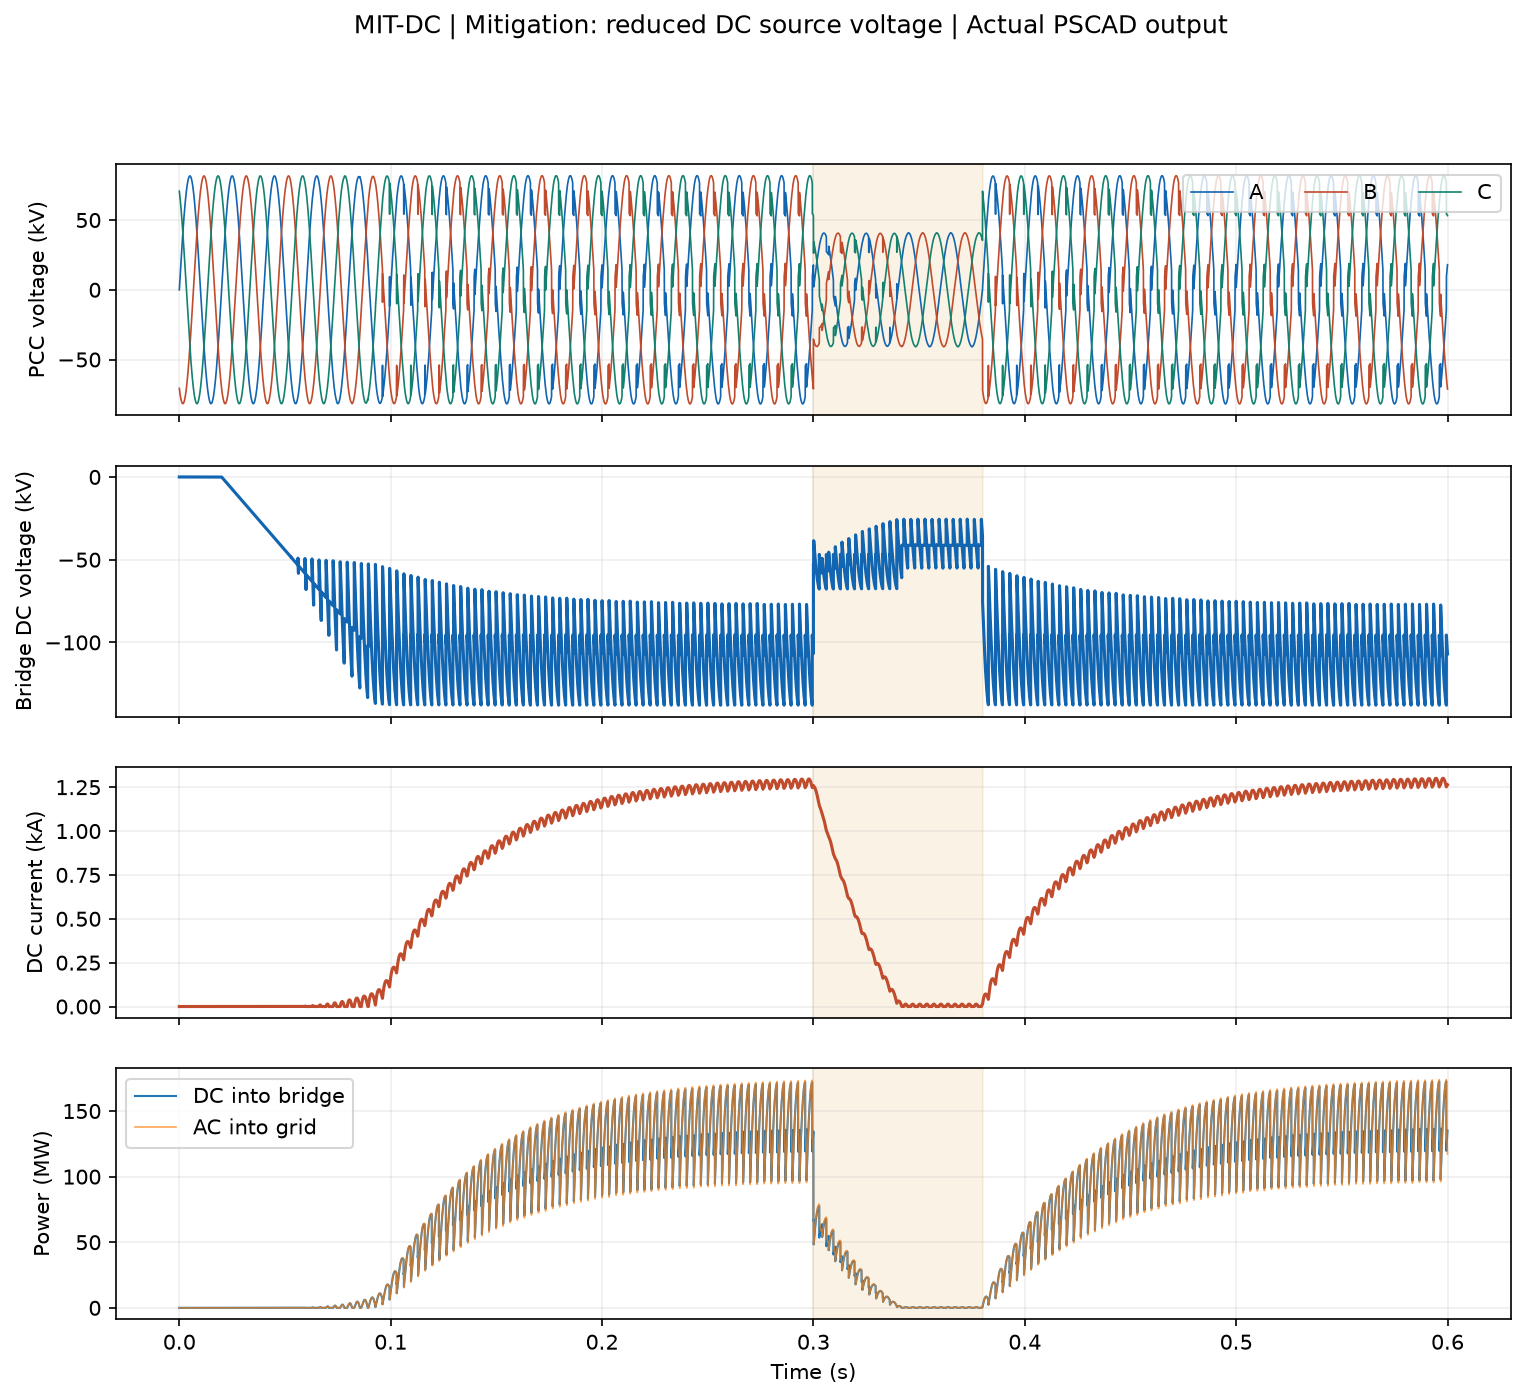 MIT-DC | Mitigation: reduced DC source voltage | Actual PSCAD output
PCC voltage (kV)
50
0
−50
A B C
Bridge DC voltage (kV)
0
−50
−100
DC current (kA)
1.25
1.00
0.75
0.50
0.25
0.00
Power (MW)
150
100
50
0
DC into bridge
AC into grid
0.0 0.1 0.2 0.3 0.4 0.5 0.6
Time (s)